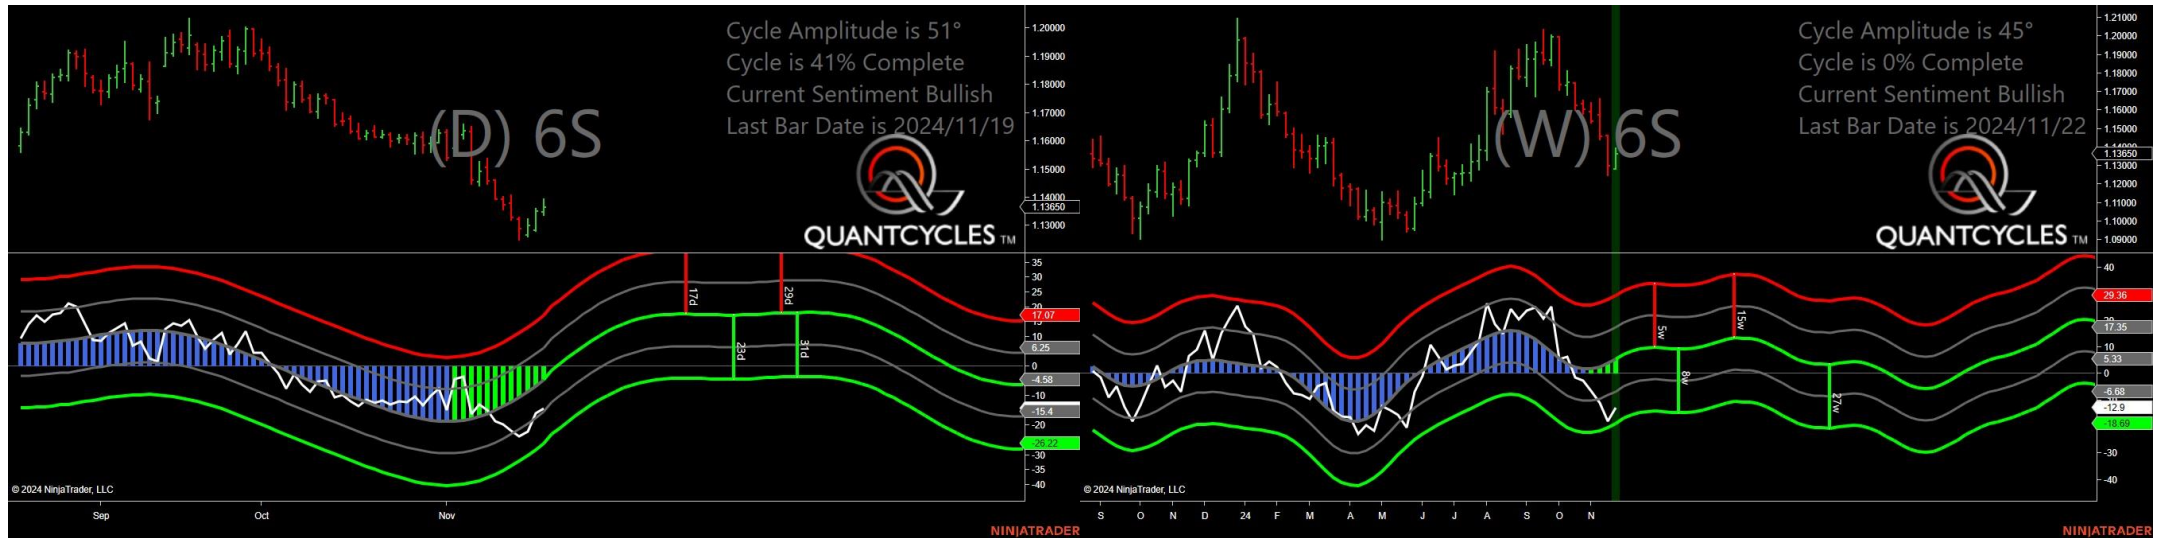 Cycle Amplitude is 51°
Cycle is 41% Complete
Current Sentiment Bullish
Last Bar Date is 2024/11/19
(D) 6S
QUANTCYCLES TM
1.20000
1.19000
1.18000
1.17000
1.16000
1.15000
1.14000
1.13650
1.13000
35
30
25
20
17.07
15
10
6.25
0
-4.58
-10
-15.4
-20
-26.22
-30
-35
-40
17d
29d
23d
31d
© 2024 NinjaTrader, LLC
Sep
Oct
Nov
NINJATRADER
Cycle Amplitude is 45°
Cycle is 0% Complete
Current Sentiment Bullish
Last Bar Date is 2024/11/22
(W) 6S
QUANTCYCLES TM
1.21000
1.20000
1.19000
1.18000
1.17000
1.16000
1.15000
1.14000
1.13650
1.13000
1.12000
1.11000
1.10000
1.09000
40
29.36
20
17.35
10
5.33
0
-6.68
-12.9
-18.69
-30
-40
5w
15w
8w
27w
© 2024 NinjaTrader, LLC
S O N D 24 F M A M J J A S O N
NINJATRADER